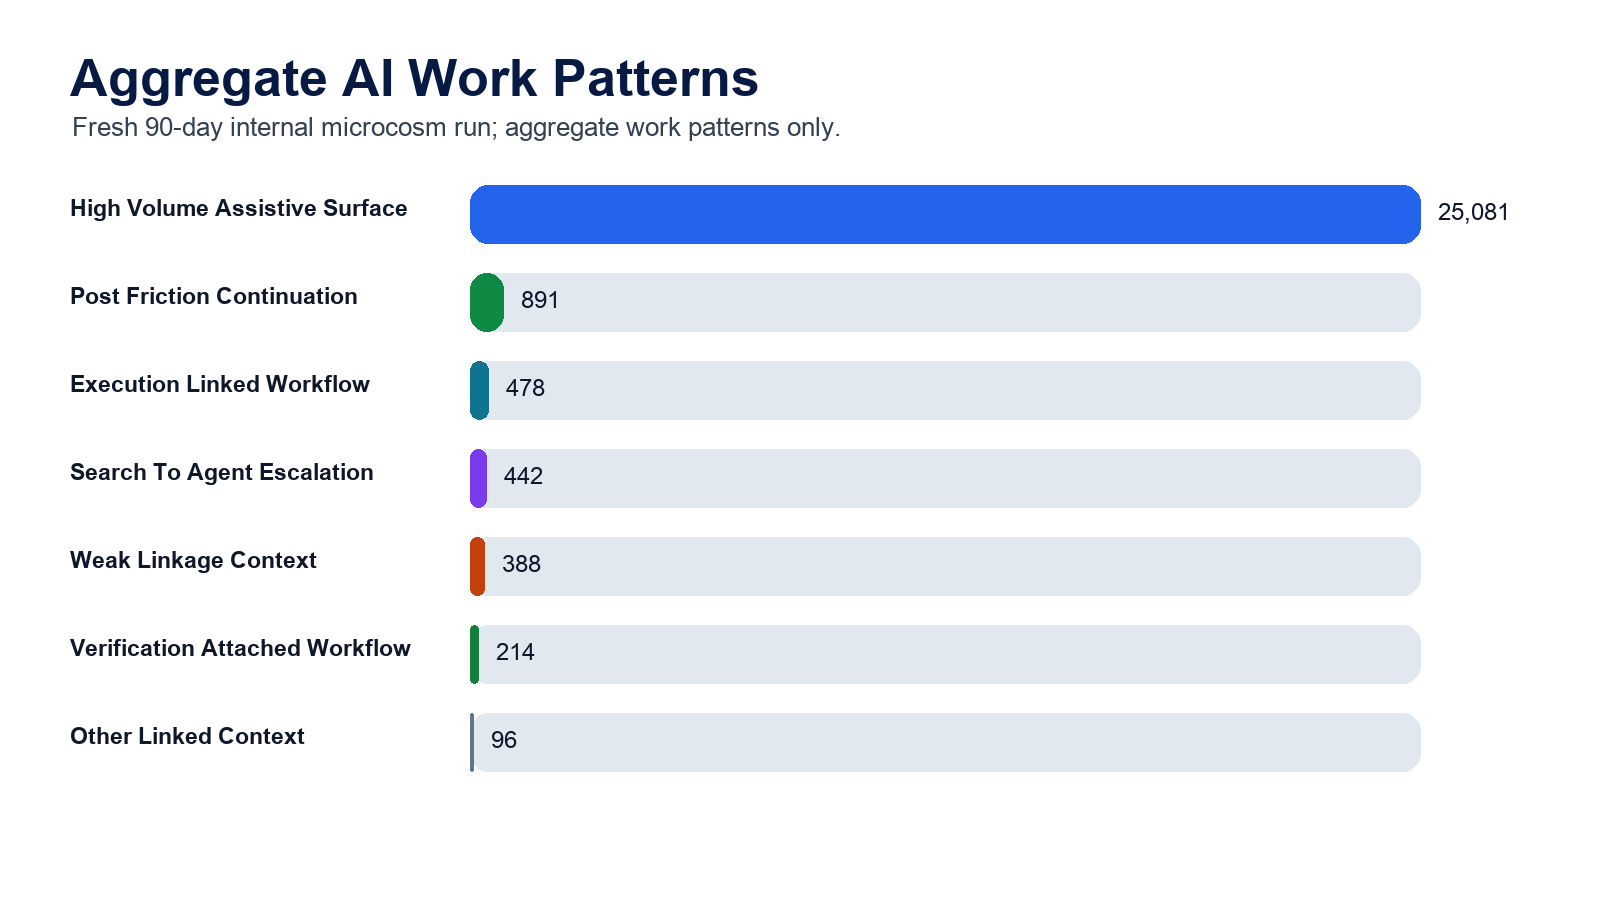 Aggregate AI Work Patterns
Fresh 90-day internal microcosm run; aggregate work patterns only.
High Volume Assistive Surface 25,081
Post Friction Continuation 891
Execution Linked Workflow 478
Search To Agent Escalation 442
Weak Linkage Context 388
Verification Attached Workflow 214
Other Linked Context 96